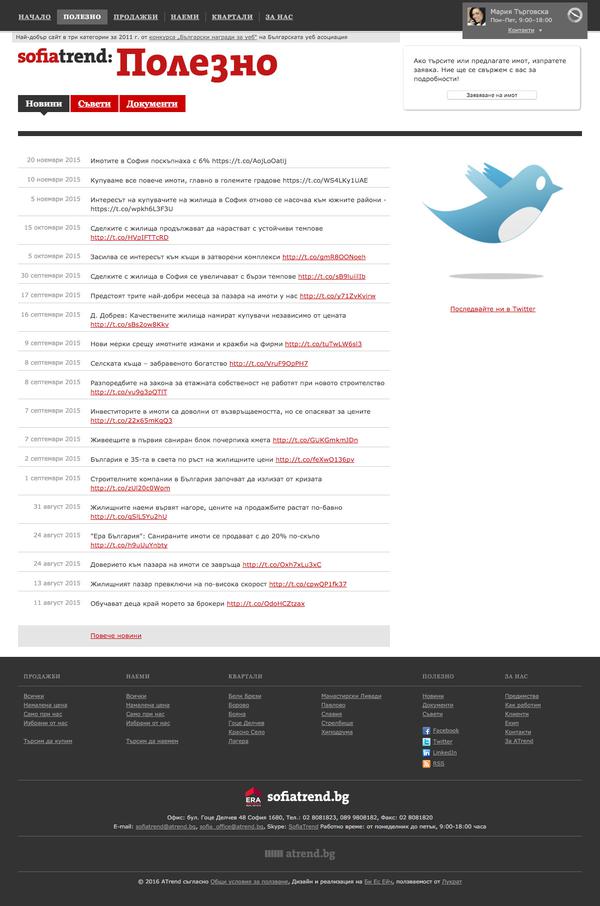 НАЧАЛО ПОЛЕЗНО ПРОДАЖБИ НАЕМИ КВАРТАЛИ ЗА НАС
Мария Търговска
Пон-Пет, 9:00-18:00
Контакти
Най-добър сайт в три категории за 2011 г. от конкурса „Български награди за уеб“ на Българската уеб асоциация
sofiatrend: Полезно
Ако търсите или предлагате имот, изпратете
заявка. Ние ще се свържем с вас за
подробности!
Заявяване на имот
Новини Съвети Документи
20 ноември 2015 Имотите в София поскъпнаха с 6%
10 ноември 2015 Купуваме все повече имоти, главно в големите градове https://t.co/WS4LKy1UAE
5 ноември 2015 Интересът на купувачите на жилища в София отново се насочва към южните райони -
https://t.co/wpkh6L3F3U
15 октомври 2015 Сделките с жилища продължават да нарастват с устойчиви темпове
http://t.co/HVpIFTTcRD
5 октомври 2015 Засилва се интересът към къщи в затворени комплекси http://t.co/gmR8OONoeh
30 септември 2015 Сделките с жилища в София се увеличават с бързи темпове
17 септември 2015 Предстоят трите най-добри месеца за пазара на имоти у нас http://t.co/y71ZvKvirw
16 септември 2015 Д. Добрев: Качествените жилища намират купувачи независимо от цената
http://t.co/sBs2ow8Kkv
9 септември 2015 Нови мерки срещу имотните измами и кражби на фирми http://t.co/tuTwLW6sl3
8 септември 2015 Селската къща – забравеното богатство http://t.co/VruF9OpPH7
8 септември 2015 Разпоредбите на закона за етажната собственост не работят при новото строителство
http://t.co/vu9g3pQTIT
7 септември 2015 Инвеститорите в имоти са доволни от възвръщаемостта, но се опасяват за цените
http://t.co/22x65mKqQ3
7 септември 2015 Живеещите в първия саниран блок почерпиха кмета http://t.co/GUKGmkmJDn
2 септември 2015 България е 35-та в света по ръст на жилищните цени http://t.co/feXwO136pv
1 септември 2015 Строителните компании в България започват да излизат от кризата
http://t.co/zUl20c0Wom
31 август 2015 Жилищните наеми вървят нагоре, цените на продажбите растат по-бавно
http://t.co/qSlL5Yu2hU
24 август 2015 "Ера България": Санираните имоти се продават с до 20% по-скъпо
http://t.co/h9uUuYnbty
24 август 2015 Доверието към пазара на имоти се завръща http://t.co/Oxh7xLu3xC
13 август 2015 Жилищният пазар превключи на по-висока скорост http://t.co/cpwQP1fk37
11 август 2015 Обучават деца край морето за брокери http://t.co/QdoHCZtzax
Последвайте ни в Twitter
Повече новини
ПРОДАЖБИ НАЕМИ КВАРТАЛИ ПОЛЕЗНО ЗА НАС
Всички Всички Бели Брези Манастирски Ливади Новини Предимства
Намалена цена Намалена цена Борово Павлово Документи Как работим
Само при нас Само при нас Бояна Славия Съвети Клиенти
Избрани от нас Избрани от нас Гоце Делчев Стрелбище Екип
Красно Село Хиподрума Facebook Контакти
Търсим да купим Търсим да наемем Лагера Twitter За ATrend
LinkedIn
RSS
ERA sofiatrend.bg
Офис: бул. Гоце Делчев 48 София 1680, Тел.: 02 8081823, 089 9808182, Факс: 02 8081820
E-mail: sofiatrend@atrend.bg, sofia_office@atrend.bg, Skype: SofiaTrend Работно време: от понеделник до петък, 9:00-18:00 часа
atrend.bg
© 2016 ATrend съгласно Общи условия за ползване, Дизайн и реализация на Би Ес Ейч, ползваемост от Лукрат